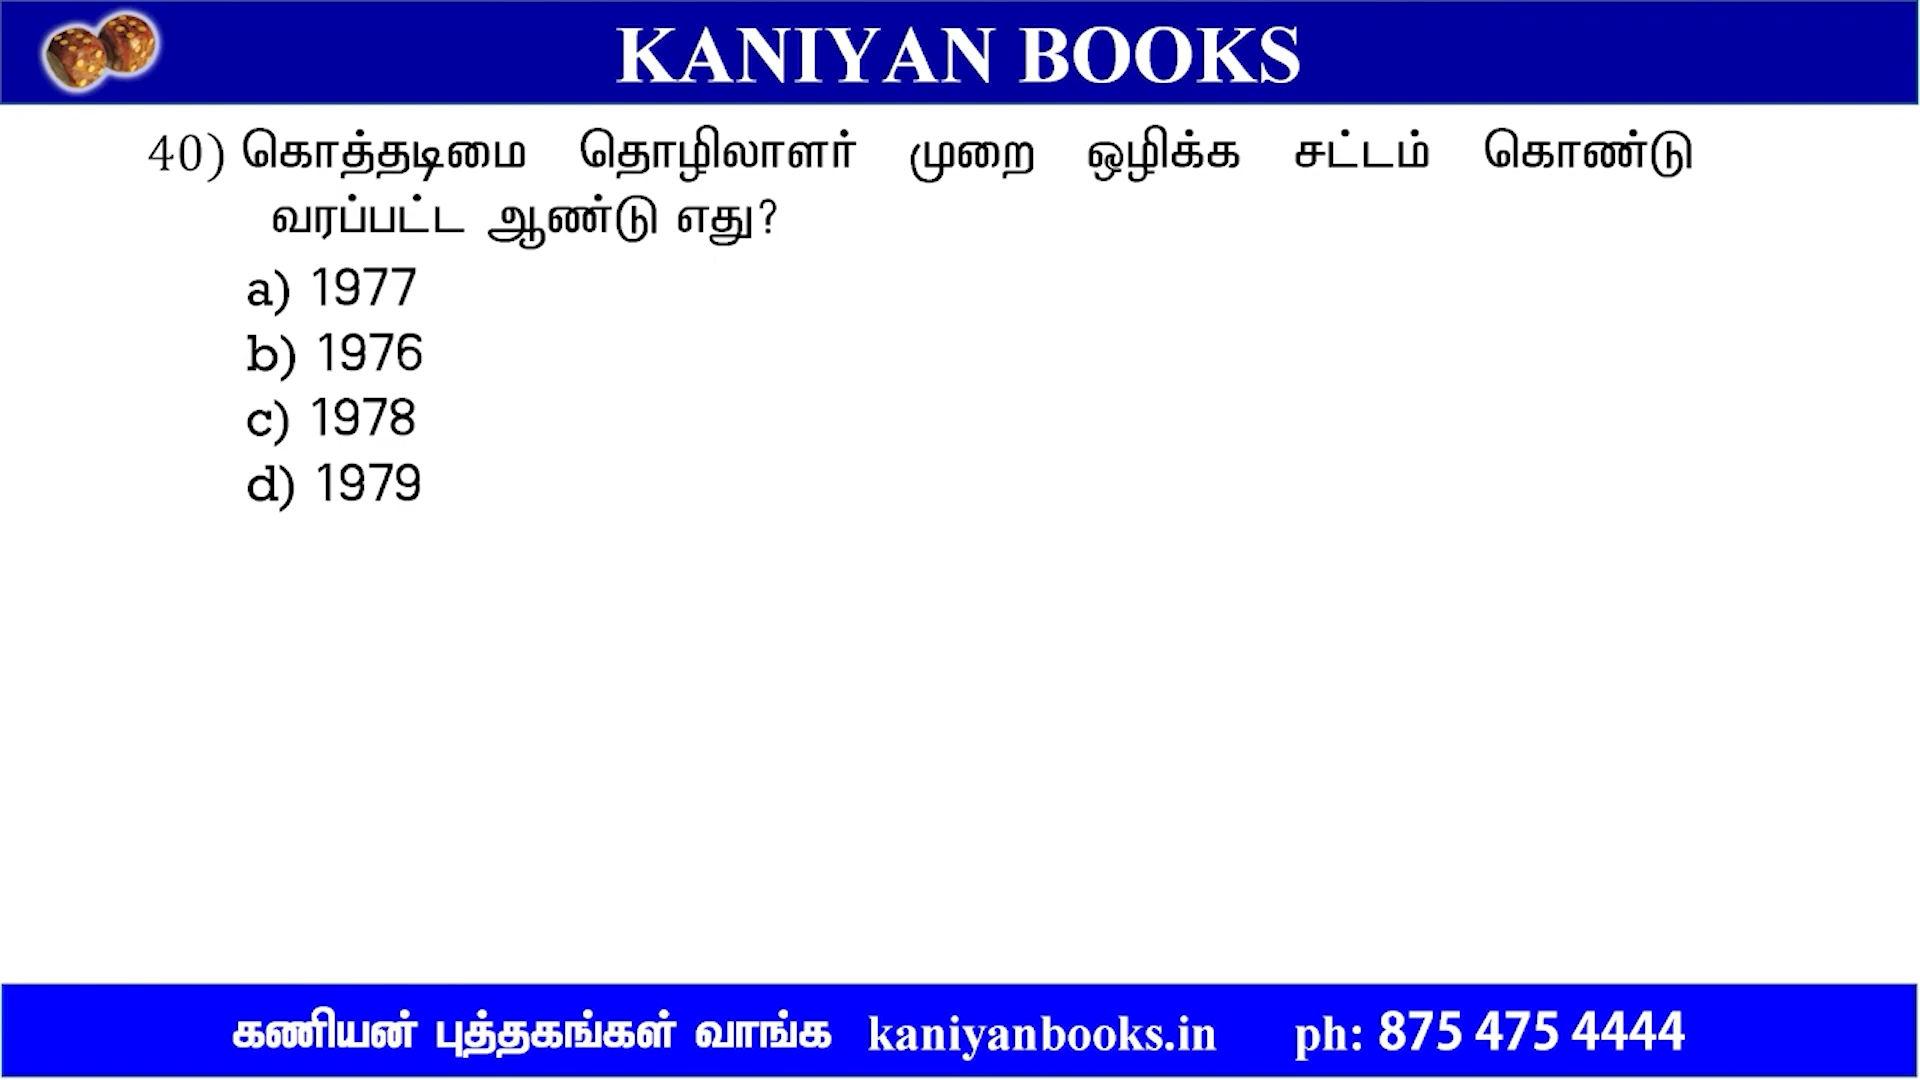 KANIYAN BOOKS
40) கொத்தடிமை தொழிலாளர் முறை ஒழிக்க சட்டம் கொண்டு
வரப்பட்ட ஆண்டு எது?
a) 1977
b) 1976
c) 1978
d) 1979
கணியன் புத்தகங்கள் வாங்க kaniyanbooks.in ph: 875 475 4444